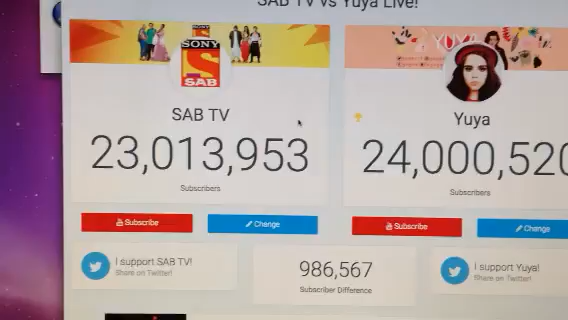 SAB TV vs Yuya Live!
SONY
SAB
YUYA
SAB TV
Yuya
23,013,953
24,000,520
Subscribers
Subscribers
Subscribe
Change
Subscribe
Change
I support SAB TV!
Share on Twitter!
986,567
Subscriber Difference
I support Yuya!
Share on Twitter!